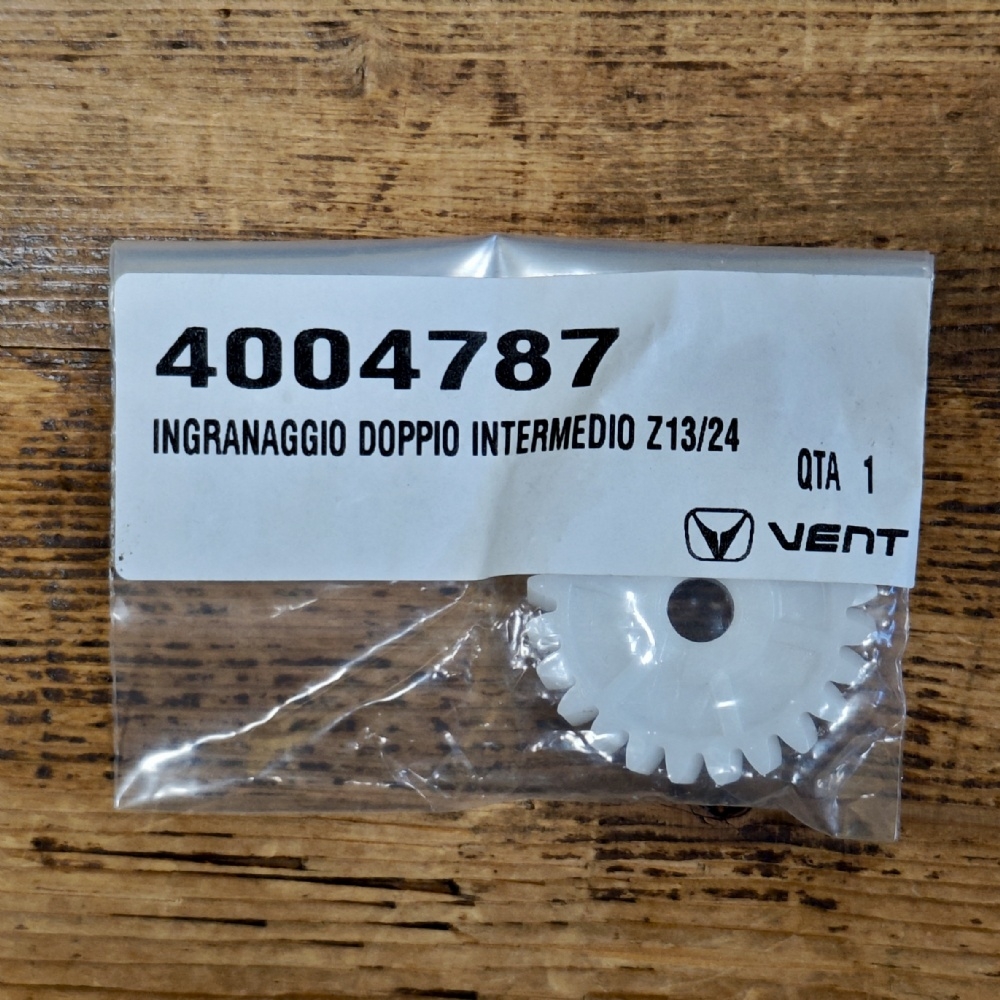 4004787
INGRANAGGIO DOPPIO INTERMEDIO Z13/24
QTA 1
VENT